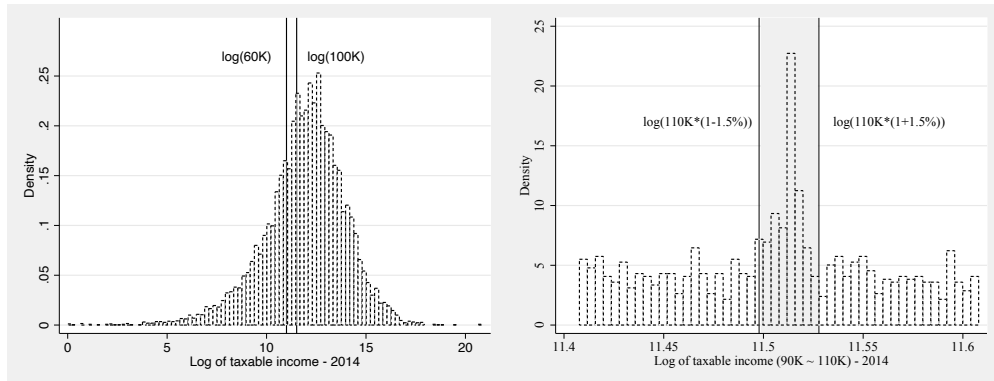 log(60K)
log(100K)
Density
0 .05 .1 .15 .2 .25
0 5 10 15 20
Log of taxable income - 2014
log(110K*(1-1.5%))
log(110K*(1+1.5%))
Density
0 5 10 15 20 25
11.4 11.45 11.5 11.55 11.6
Log of taxable income (90K ~ 110K) - 2014